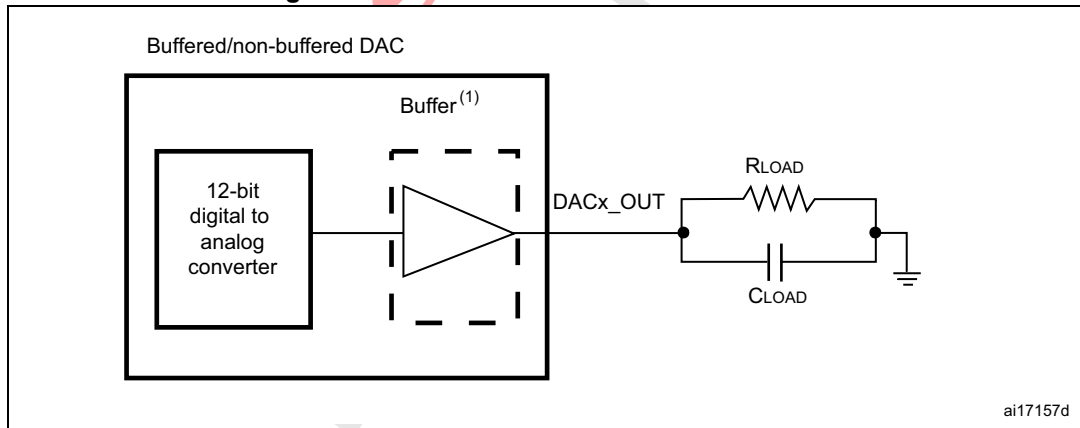 Buffered/non-buffered DAC
Buffer(1)
12-bit
digital to
analog
converter
DACx_OUT
RLOAD
CLOAD
ai17157d